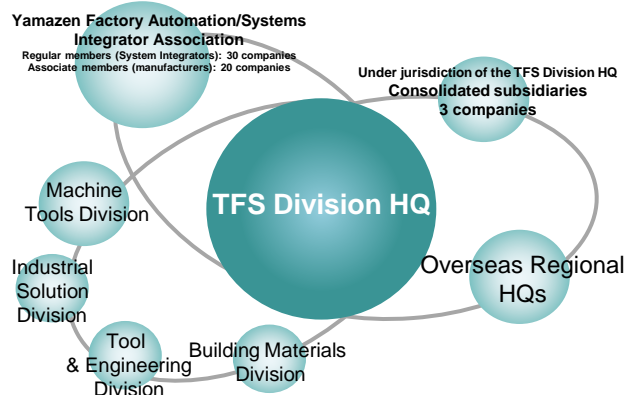 Yamazen Factory Automation/Systems
Integrator Association
Regular members (System Integrators): 30 companies
Associate members (manufacturers): 20 companies
Under jurisdiction of the TFS Division HQ
Consolidated subsidiaries
3 companies
TFS Division HQ
Machine
Tools Division
Overseas Regional
HQs
Industrial
Solution
Division
Tool
& Engineering
Division
Building Materials
Division